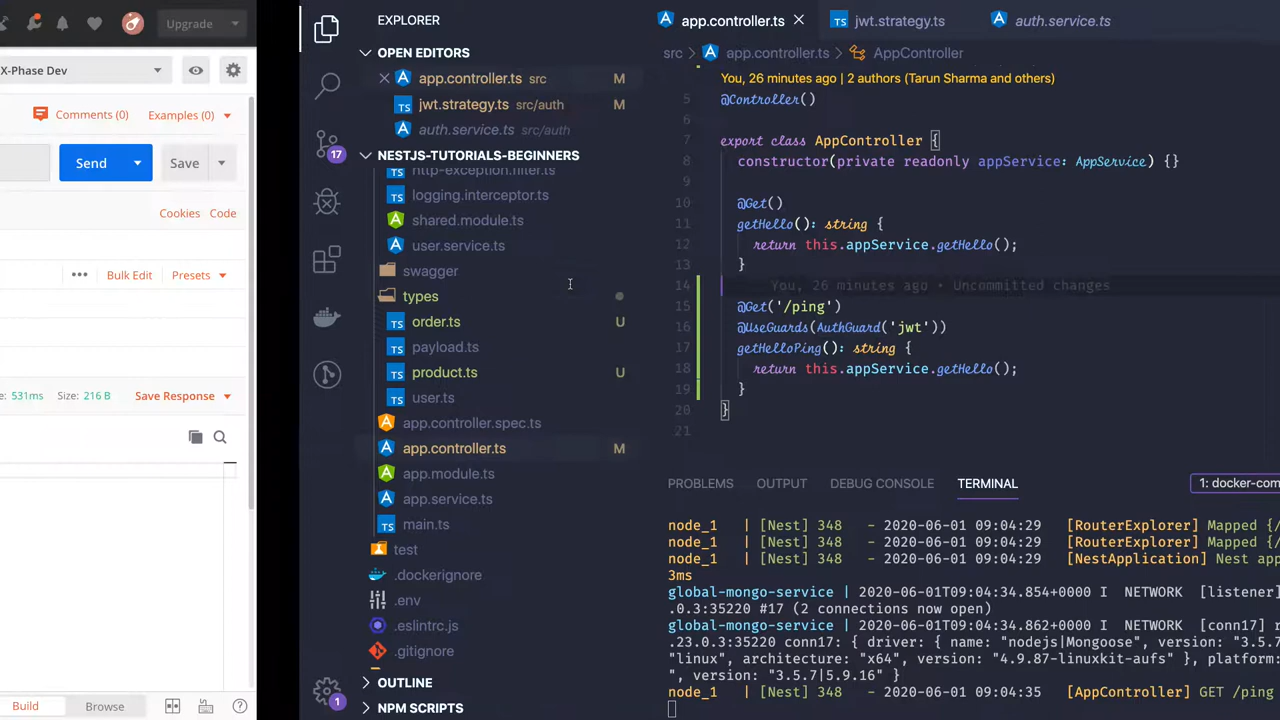 Upgrade
X-Phase Dev
Comments (0)
Examples (0)
Send
Save
Cookies
Code
Bulk Edit
Presets
531ms
Size: 216 B
Save Response
Build
Browse
EXPLORER
OPEN EDITORS
app.controller.ts src M
jwt.strategy.ts src/auth M
auth.service.ts src/auth
17
NESTJS-TUTORIALS-BEGINNERS
http-exception.filter.ts
logging.interceptor.ts
shared.module.ts
user.service.ts
swagger
types
order.ts U
payload.ts
product.ts U
user.ts
app.controller.spec.ts
app.controller.ts M
app.module.ts
app.service.ts
main.ts
test
.dockerignore
.env
.eslintrc.js
.gitignore
OUTLINE
1
NPM SCRIPTS
app.controller.ts
jwt.strategy.ts
auth.service.ts
src › app.controller.ts › AppController
You, 26 minutes ago | 2 authors (Tarun Sharma and others)
5 @Controller()
6
7 export class AppController {
8 constructor(private readonly appService: AppService) {}
9
10 @Get()
11 getHello(): string {
12 return this.appService.getHello();
13 }
14 You, 26 minutes ago • Uncommitted changes
15 @Get('/ping')
16 @UseGuards(AuthGuard('jwt'))
17 getHelloPing(): string {
18 return this.appService.getHello();
19 }
20 }
21
PROBLEMS
OUTPUT
DEBUG CONSOLE
TERMINAL
1: docker-com
node_1 | [Nest] 348 - 2020-06-01 09:04:29 [RouterExplorer] Mapped {/
node_1 | [Nest] 348 - 2020-06-01 09:04:29 [RouterExplorer] Mapped {/
node_1 | [Nest] 348 - 2020-06-01 09:04:29 [NestApplication] Nest app
3ms
global-mongo-service | 2020-06-01T09:04:34.854+0000 I NETWORK [listener]
.0.3:35220 #17 (2 connections now open)
global-mongo-service | 2020-06-01T09:04:34.862+0000 I NETWORK [conn17] r
.23.0.3:35220 conn17: { driver: { name: "nodejs|Mongoose", version: "3.5.7
"linux", architecture: "x64", version: "4.9.87-linuxkit-aufs" }, platform:
", version: "3.5.7|5.9.16" }
node_1 | [Nest] 348 - 2020-06-01 09:04:35 [AppController] GET /ping